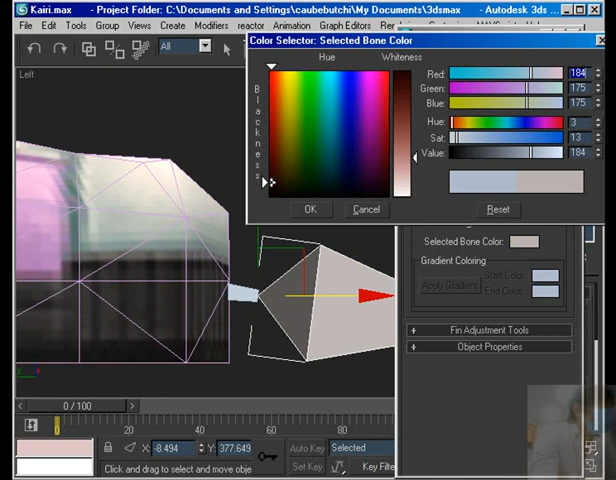 Kairi.max - Project Folder: C:\Documents and Settings\caubebutchi\My Documents\3dsmax - Autodesk 3ds
File Edit Tools Group Views Create Modifiers reactor Animation Graph Editors
All
Color Selector: Selected Bone Color
Hue Whiteness
Blackness
Red: 184
Green: 175
Blue: 175
Hue: 3
Sat: 13
Value: 184
OK Cancel Reset
Left
Selected Bone Color:
Gradient Coloring
Apply Gradient
Start Color:
End Color:
+ Fin Adjustment Tools
+ Object Properties
y x
< 0 / 100 >
0 20 40 60 80
X: -8.494 Y: 377.649
Auto Key Selected
Set Key Key Filte
Click and drag to select and move obje